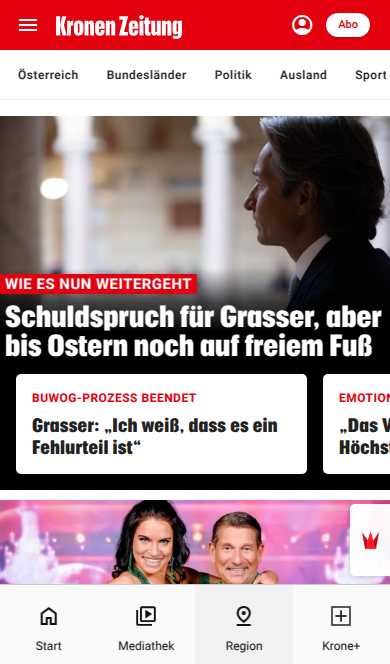 Kronen Zeitung
Abo
Österreich Bundesländer Politik Ausland Sport
WIE ES NUN WEITERGEHT
Schuldspruch für Grasser, aber
bis Ostern noch auf freiem Fuß
BUWOG-PROZESS BEENDET
Grasser: „Ich weiß, dass es ein
Fehlurteil ist“
„Das
Start Mediathek Region Krone+